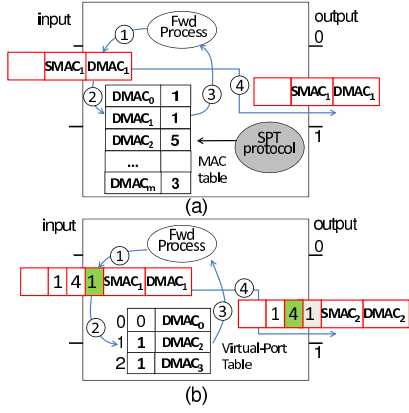 input
output
Fwd
Process
1
0
SMAC1 DMAC1
2
3
4
SMAC1 DMAC1
DMAC0 1
DMAC1 1
DMAC2 5
...
DMACm 3
MAC
table
SPT
protocol
1
(a)
input
output
Fwd
Process
1
0
1 4 1 SMAC1 DMAC1
2
3
4
1 4 1 SMAC2 DMAC2
0 0 DMAC0
1 1 DMAC2
2 1 DMAC3
Virtual-Port
Table
1
(b)